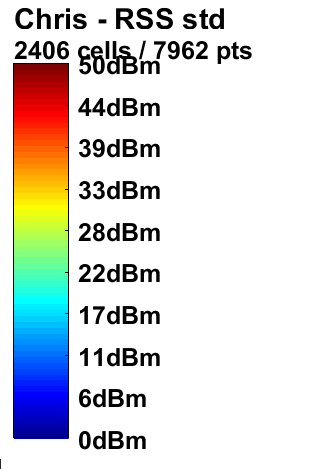 Chris - RSS std
2406 cells / 7962 pts
50dBm
44dBm
39dBm
33dBm
28dBm
22dBm
17dBm
11dBm
6dBm
0dBm